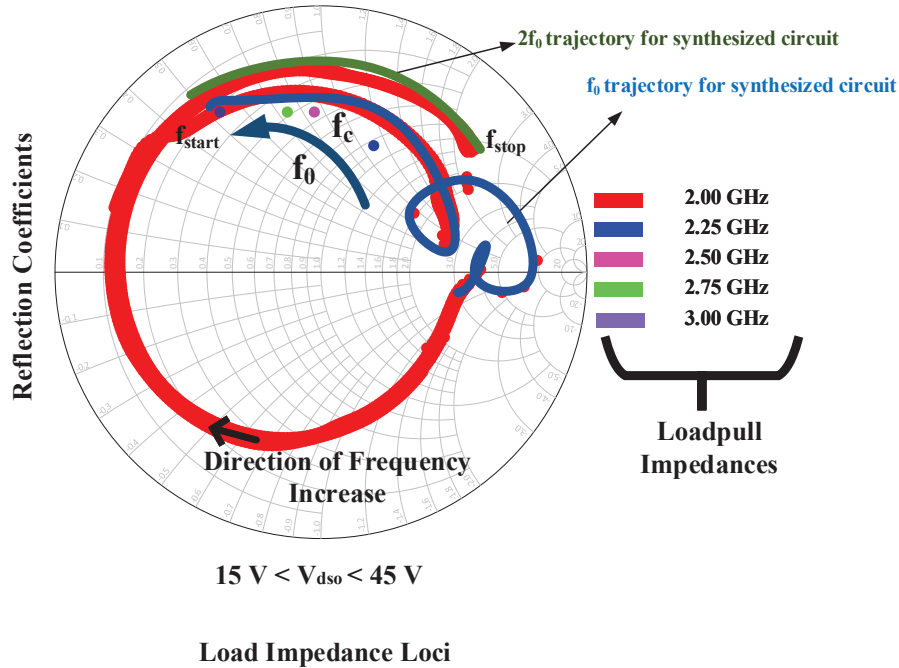 2f0 trajectory for synthesized circuit
f0 trajectory for synthesized circuit
Reflection Coefficients
fstart
fc
fstop
f0
2.00 GHz
2.25 GHz
2.50 GHz
2.75 GHz
3.00 GHz
Loadpull
Impedances
Direction of Frequency
Increase
15 V < Vdso < 45 V
Load Impedance Loci